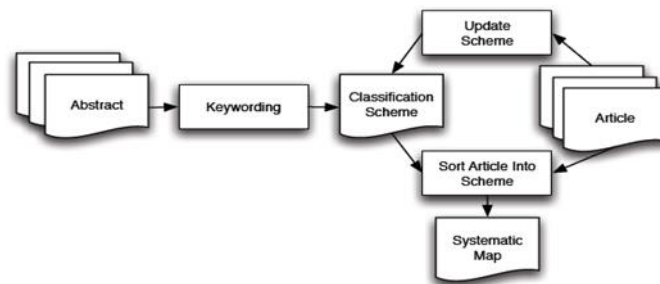 Update
Scheme
Abstract
Keywording
Classification
Scheme
Article
Sort Article Into
Scheme
Systematic
Map